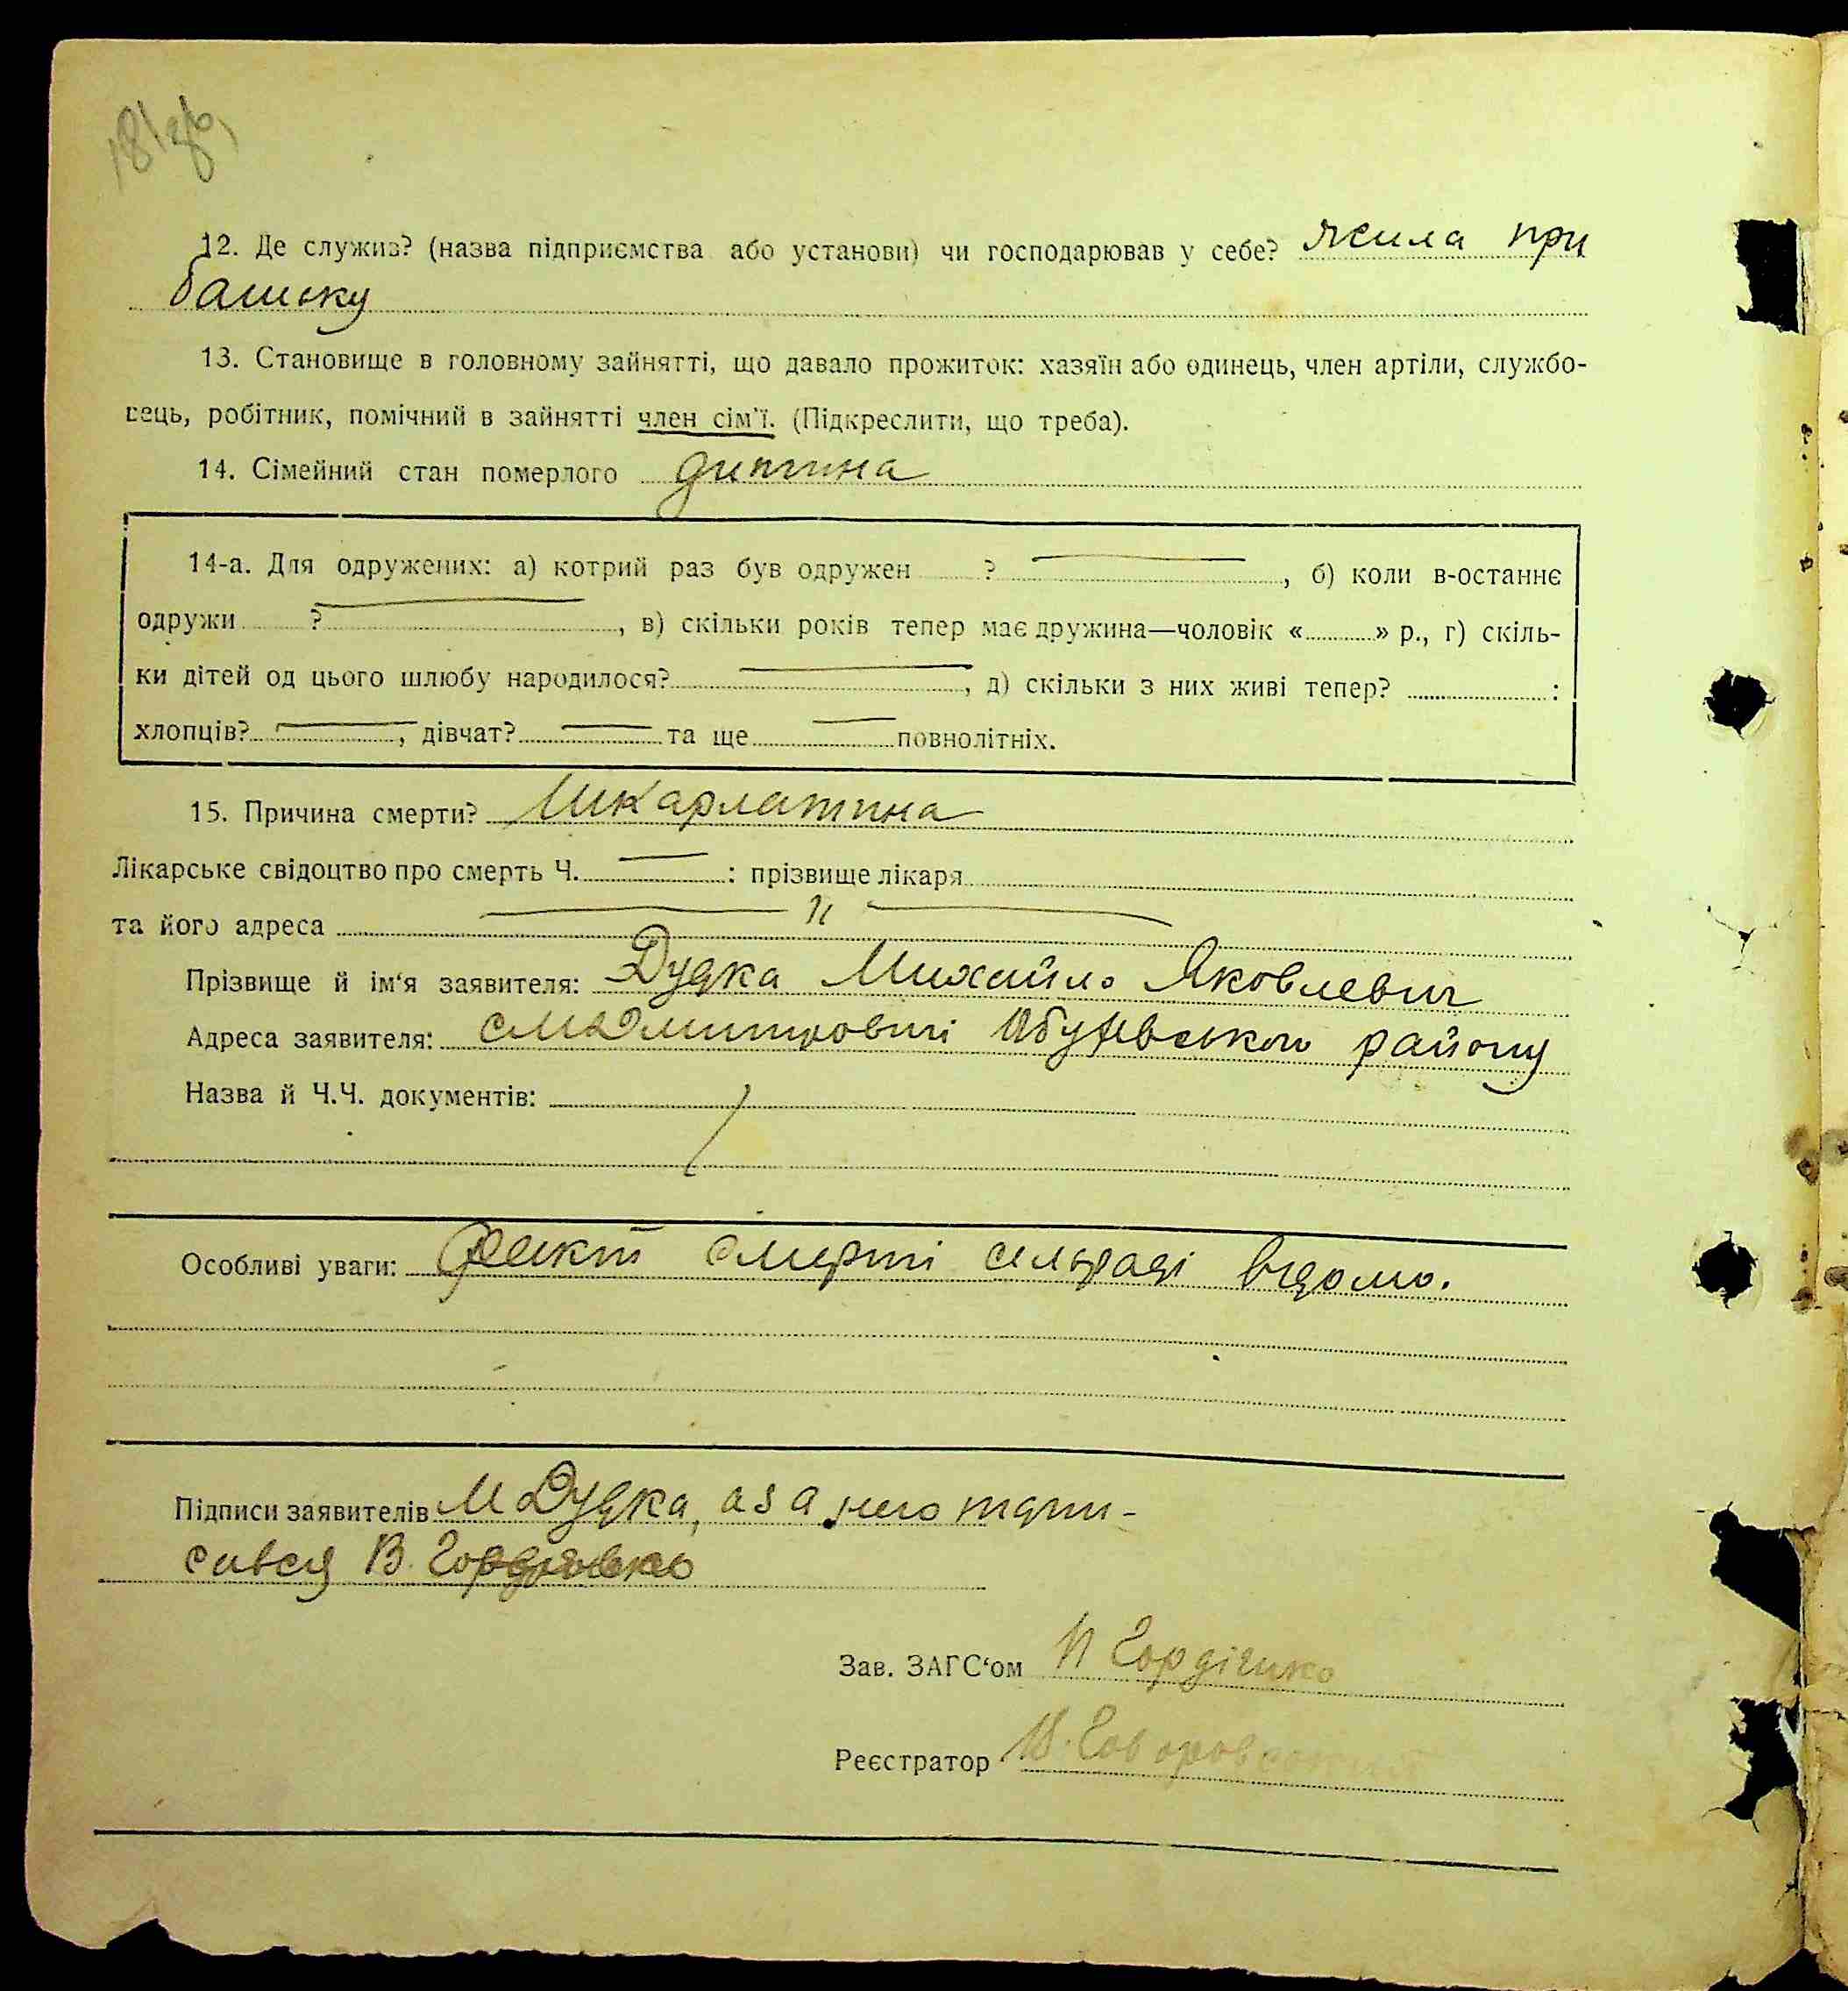 12. Де служив? (назва підприємства або установи) чи господарював у себе? жила при
батьку
13. Становище в головному зайнятті, що давало прожиток: хазяїн або одинець, член артіли, службо-
вець, робітник, помічний в зайнятті член сім'ї. (Підкреслити, що треба).
14. Сімейний стан померлого дитина
14-а. Для одружених: а) котрий раз був одружен ? —, б) коли в-останнє
одружи ? —, в) скільки років тепер має дружина—чоловік « » р., г) скіль-
ки дітей од цього шлюбу народилося? —, д) скільки з них живі тепер? :
хлопців? —, дівчат? — та ще — повнолітніх.
15. Причина смерти? Шкарлатина
Лікарське свідоцтво про смерть Ч. — : прізвище лікаря
та його адреса — " —
Прізвище й ім'я заявителя: Дудка Михайло Яковлевич
Адреса заявителя: Дмитровичі Обухівського району
Назва й Ч.Ч. документів:
Особливі уваги: Факт смерті сельраді відомо.
Підписи заявителів М Дудка, а за него підпи-
сався В.
Зав. ЗАГС'ом Гордієнко
Реєстратор